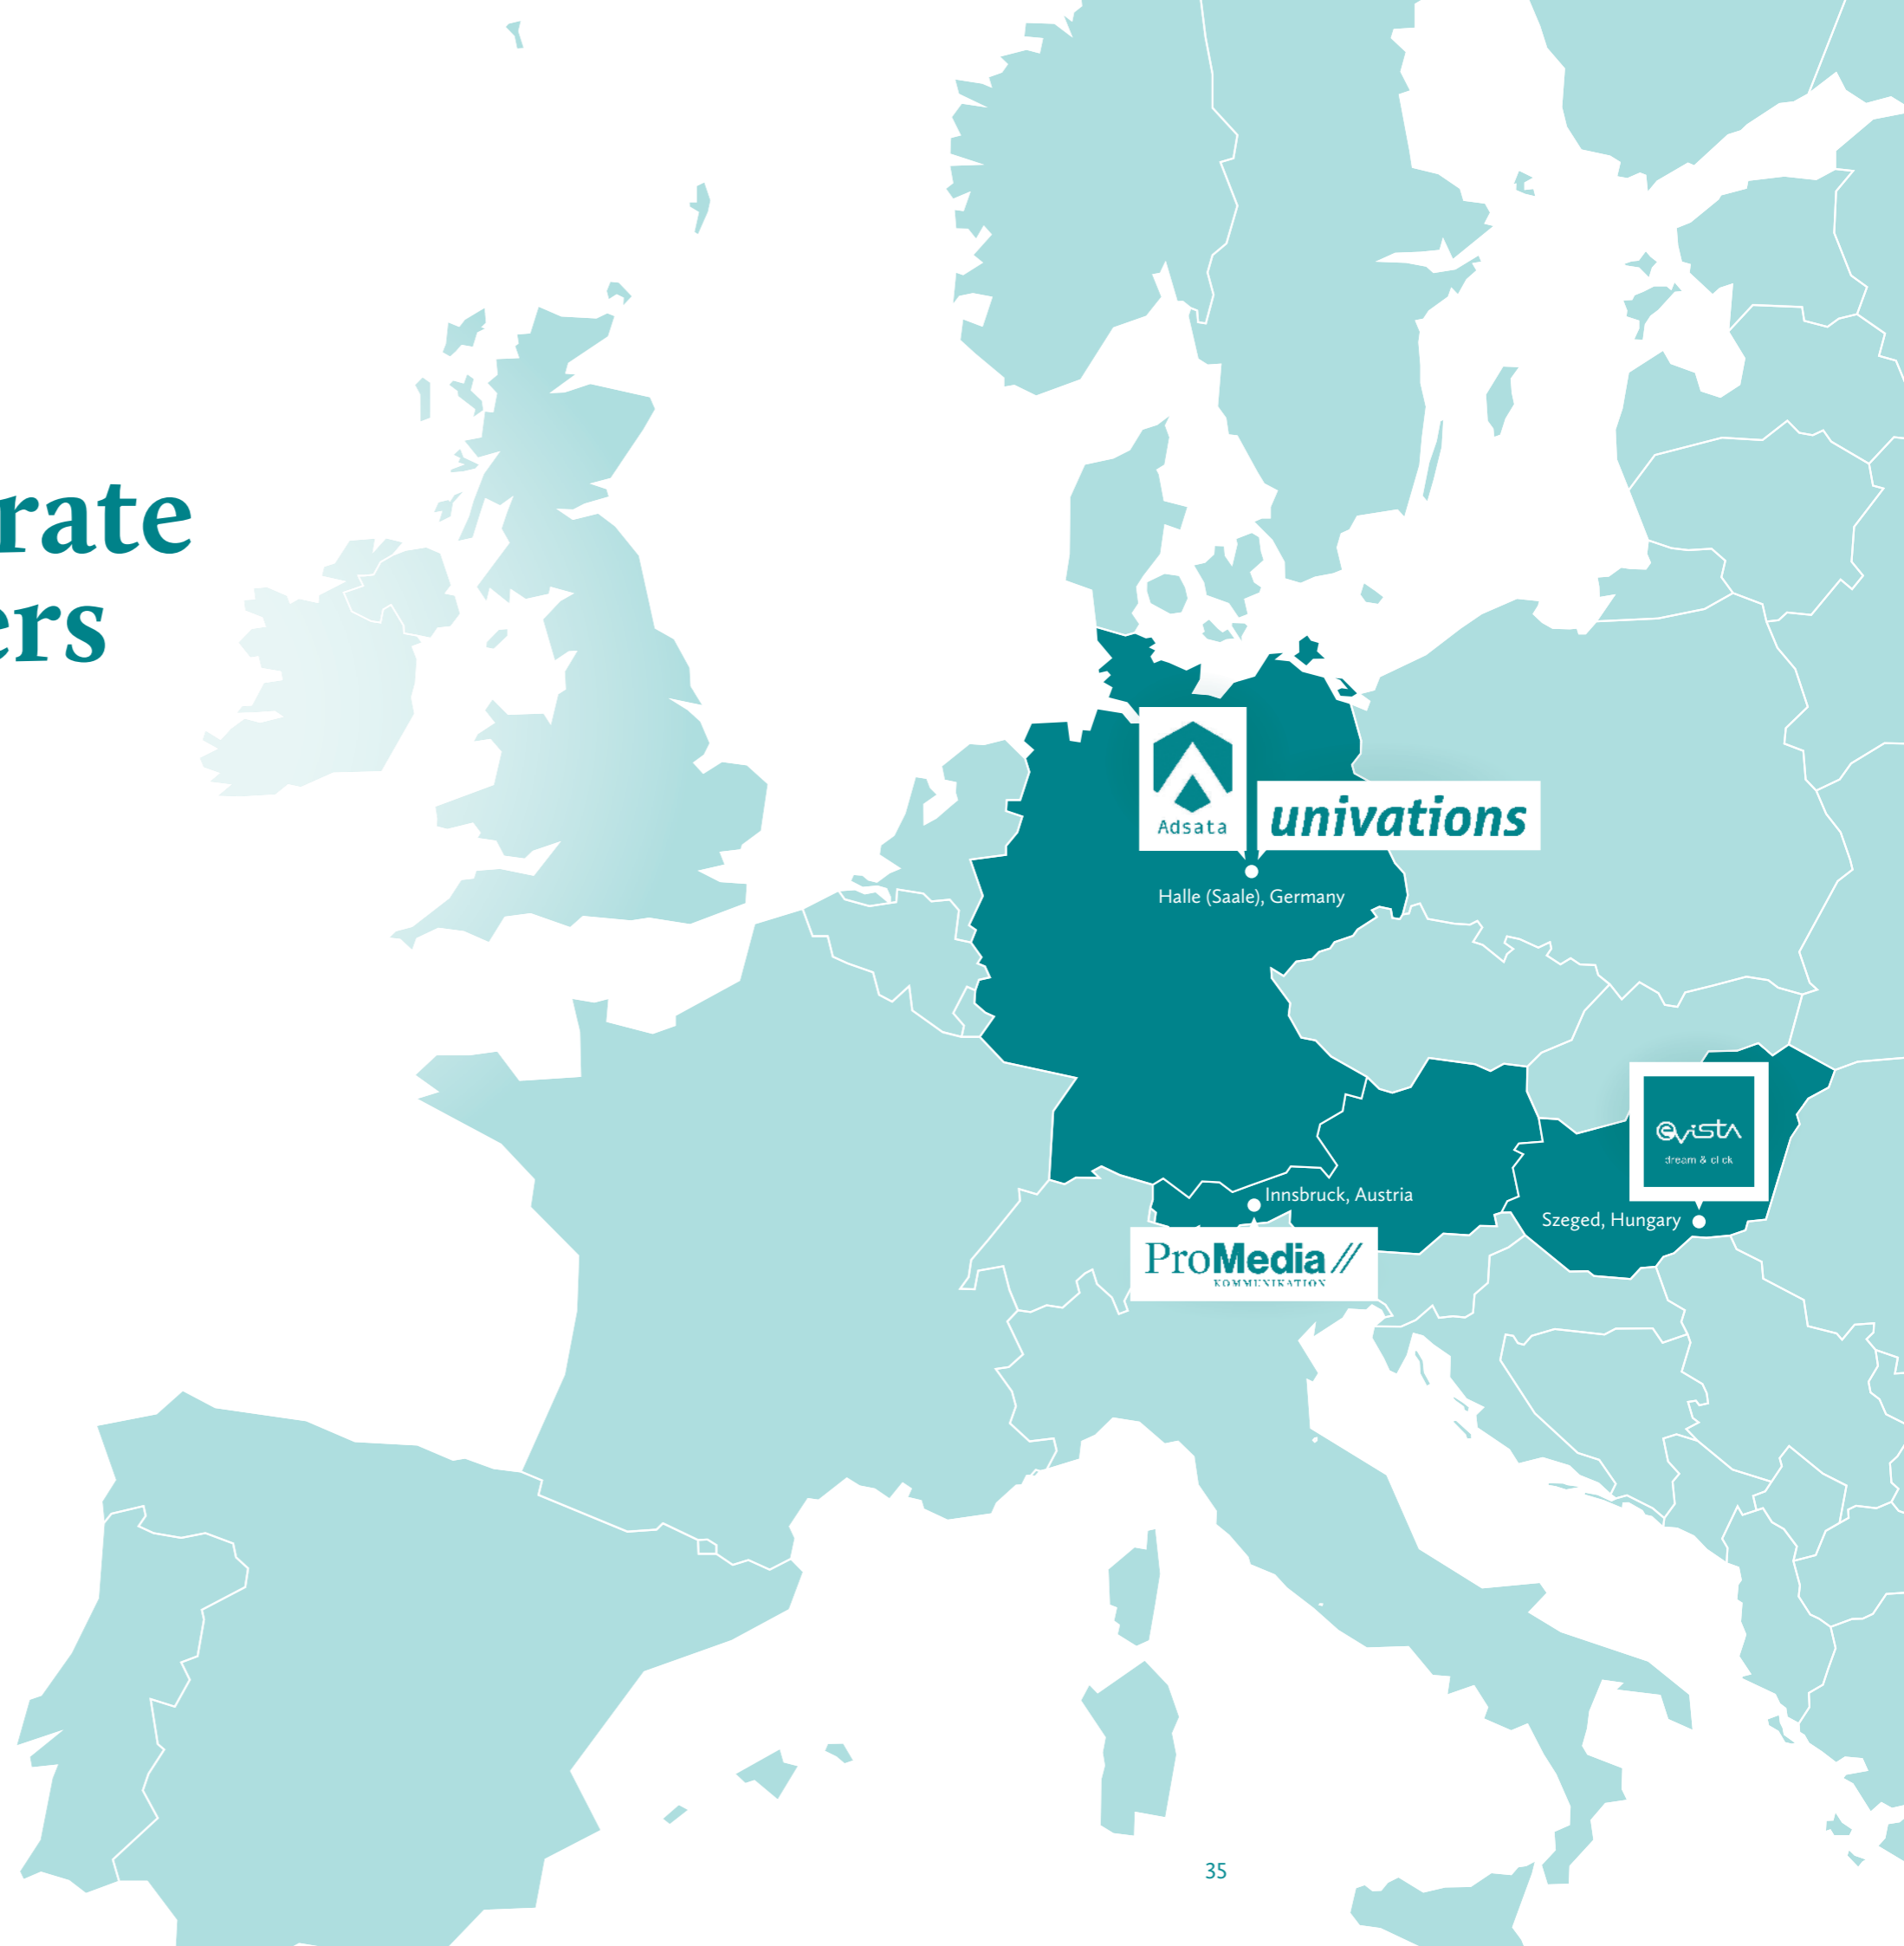 rate
ers
Adsata
univations
Halle (Saale), Germany
evista
dream & click
Innsbruck, Austria
Szeged, Hungary
ProMedia //
KOMMUNIKATION
35